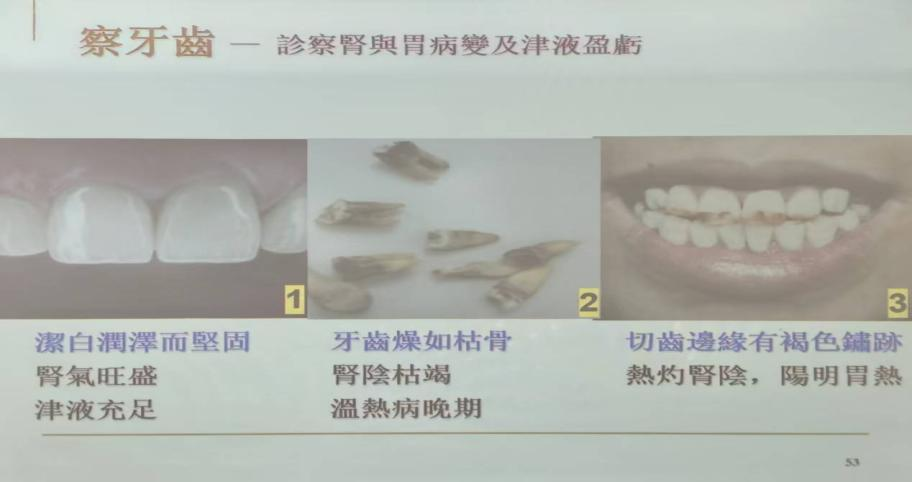 察牙齒 — 診察腎與胃病變及津液盈虧
1
2
3
潔白潤澤而堅固
腎氣旺盛
津液充足
牙齒燥如枯骨
腎陰枯竭
溫熱病晚期
切齒邊緣有褐色鏽跡
熱灼腎陰，陽明胃熱
53